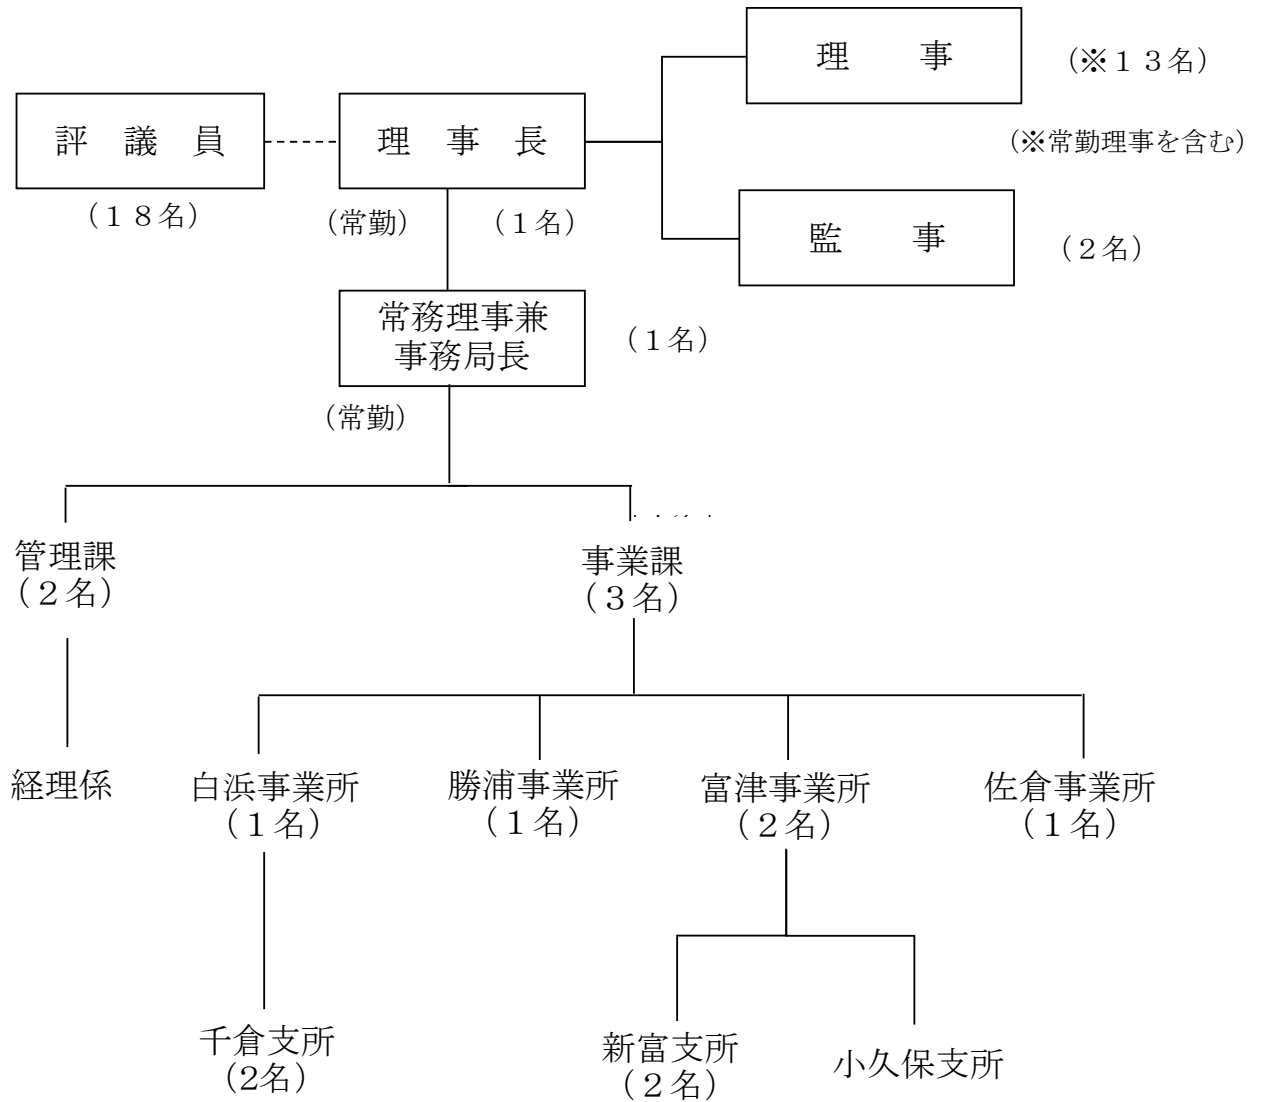 理　事
（※１３名）
評　議　員
理　事　長
（※常勤理事を含む）
（１８名）
（常勤）
（１名）
監　事
（２名）
常務理事兼
事務局長
（１名）
（常勤）
管理課
（２名）
事業課
（３名）
経理係
白浜事業所
（１名）
勝浦事業所
（１名）
富津事業所
（２名）
佐倉事業所
（１名）
千倉支所
（2名）
新富支所
（２名）
小久保支所